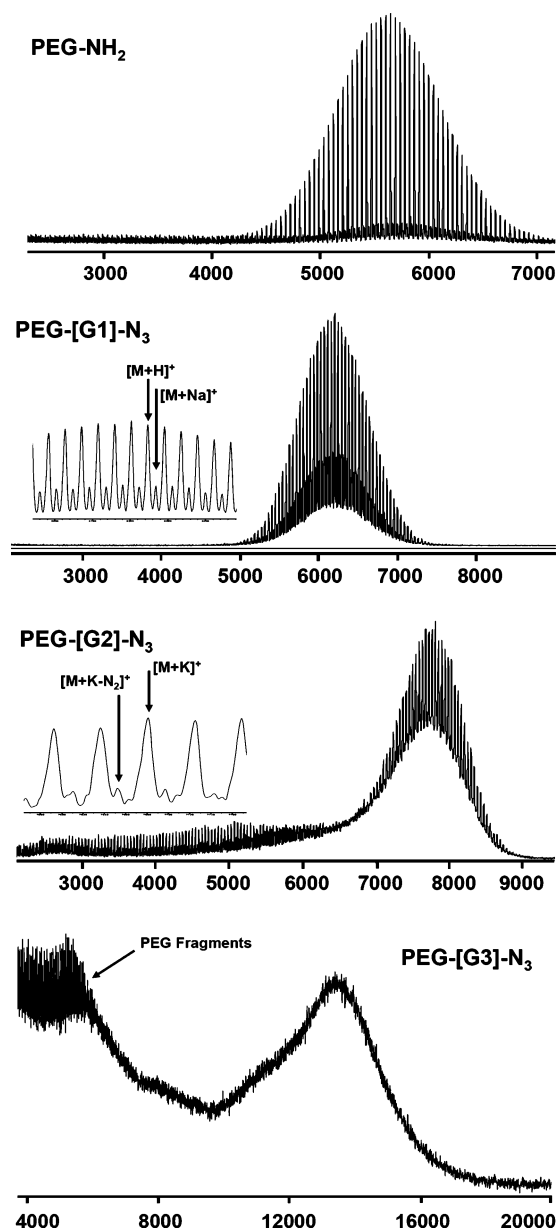 PEG-NH2
3000 4000 5000 6000 7000
PEG-[G1]-N3
[M+H]+
[M+Na]+
3000 4000 5000 6000 7000 8000
PEG-[G2]-N3
[M+K-N2]+ [M+K]+
3000 4000 5000 6000 7000 8000 9000
PEG Fragments
PEG-[G3]-N3
4000 8000 12000 16000 20000